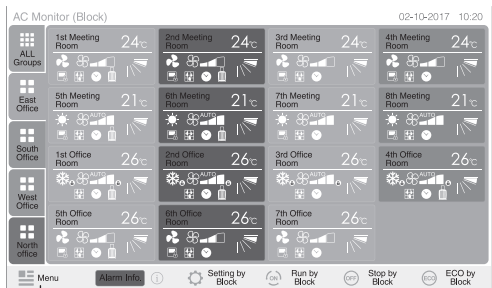 AC Monitor (Block)
02-10-2017 10:20
ALL
Groups
East
Office
South
Office
West
Office
North
office
1st Meeting
Room
24°C
2nd Meeting
Room
24°C
3rd Meeting
Room
24°C
4th Meeting
Room
24°C
5th Meeting
Room
21°C
AUTO
6th Meeting
Room
21°C
AUTO
7th Meeting
Room
21°C
AUTO
8th Meeting
Room
21°C
AUTO
1st Office
Room
26°C
AUTO
2nd Office
Room
26°C
AUTO
3rd Office
Room
26°C
AUTO
4th Office
Room
26°C
AUTO
5th Office
Room
26°C
6th Office
Room
26°C
7th Office
Room
26°C
Menu
Alarm Info.
i
Setting by
Block
ON
Run by
Block
OFF
Stop by
Block
ECO
ECO by
Block